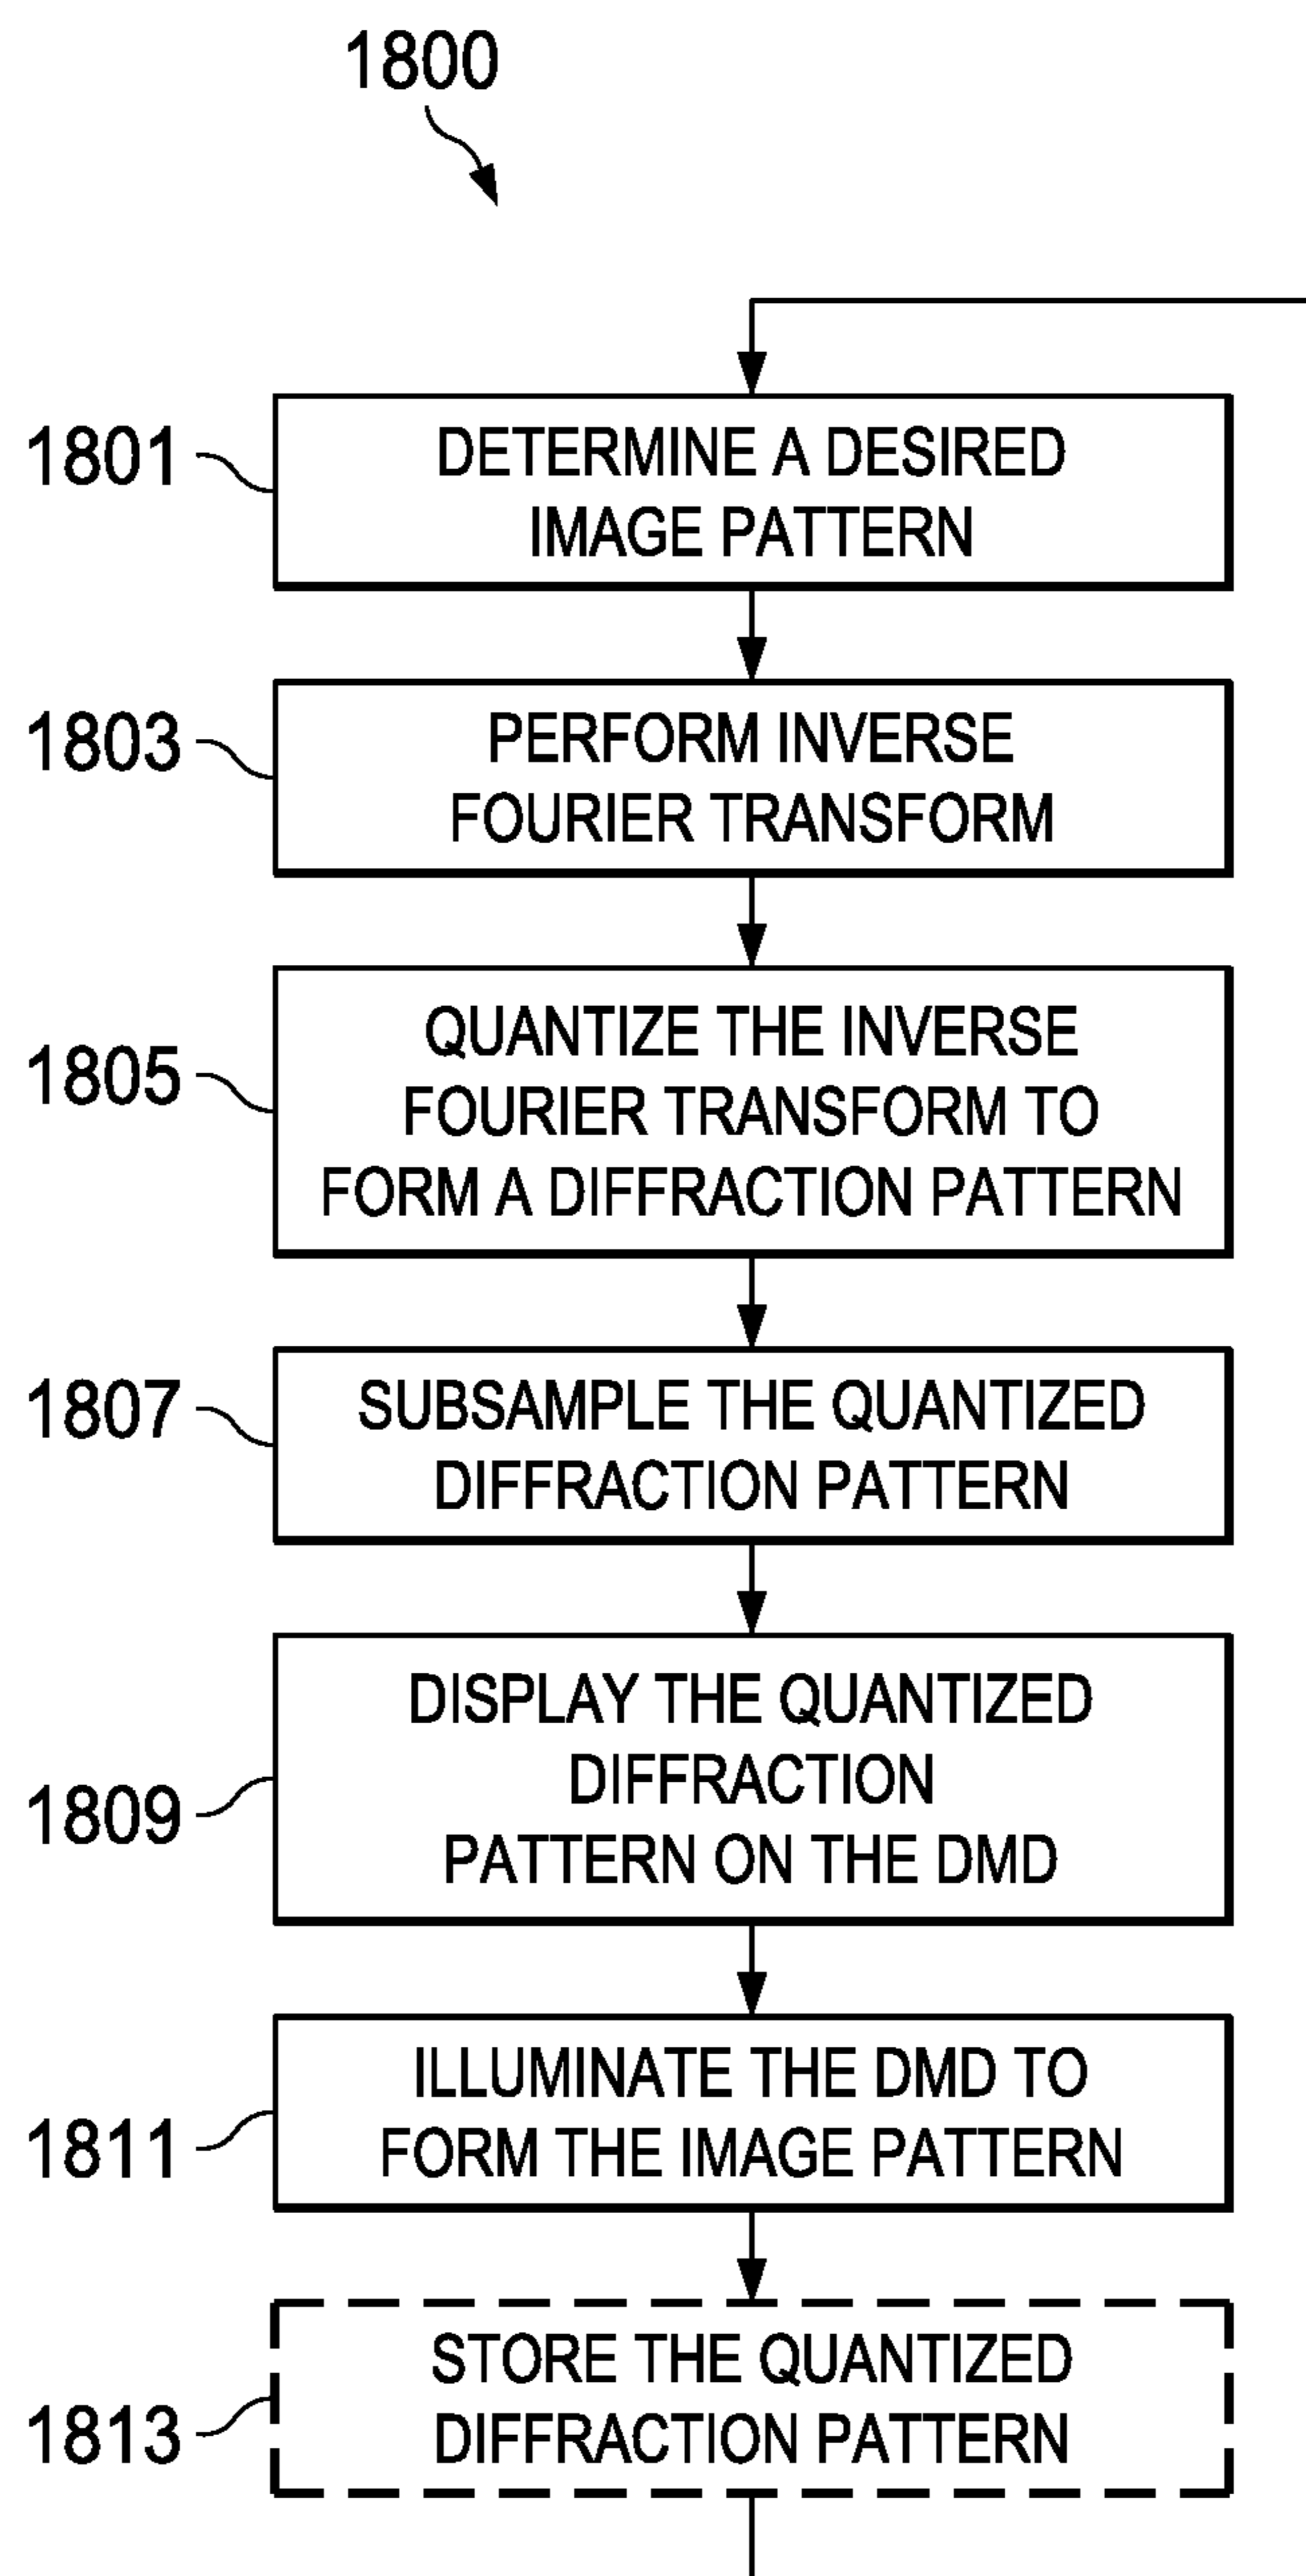 1800
1801
DETERMINE A DESIRED
IMAGE PATTERN
1803
PERFORM INVERSE
FOURIER TRANSFORM
1805
QUANTIZE THE INVERSE
FOURIER TRANSFORM TO
FORM A DIFFRACTION PATTERN
1807
SUBSAMPLE THE QUANTIZED
DIFFRACTION PATTERN
1809
DISPLAY THE QUANTIZED
DIFFRACTION
PATTERN ON THE DMD
1811
ILLUMINATE THE DMD TO
FORM THE IMAGE PATTERN
1813
STORE THE QUANTIZED
DIFFRACTION PATTERN